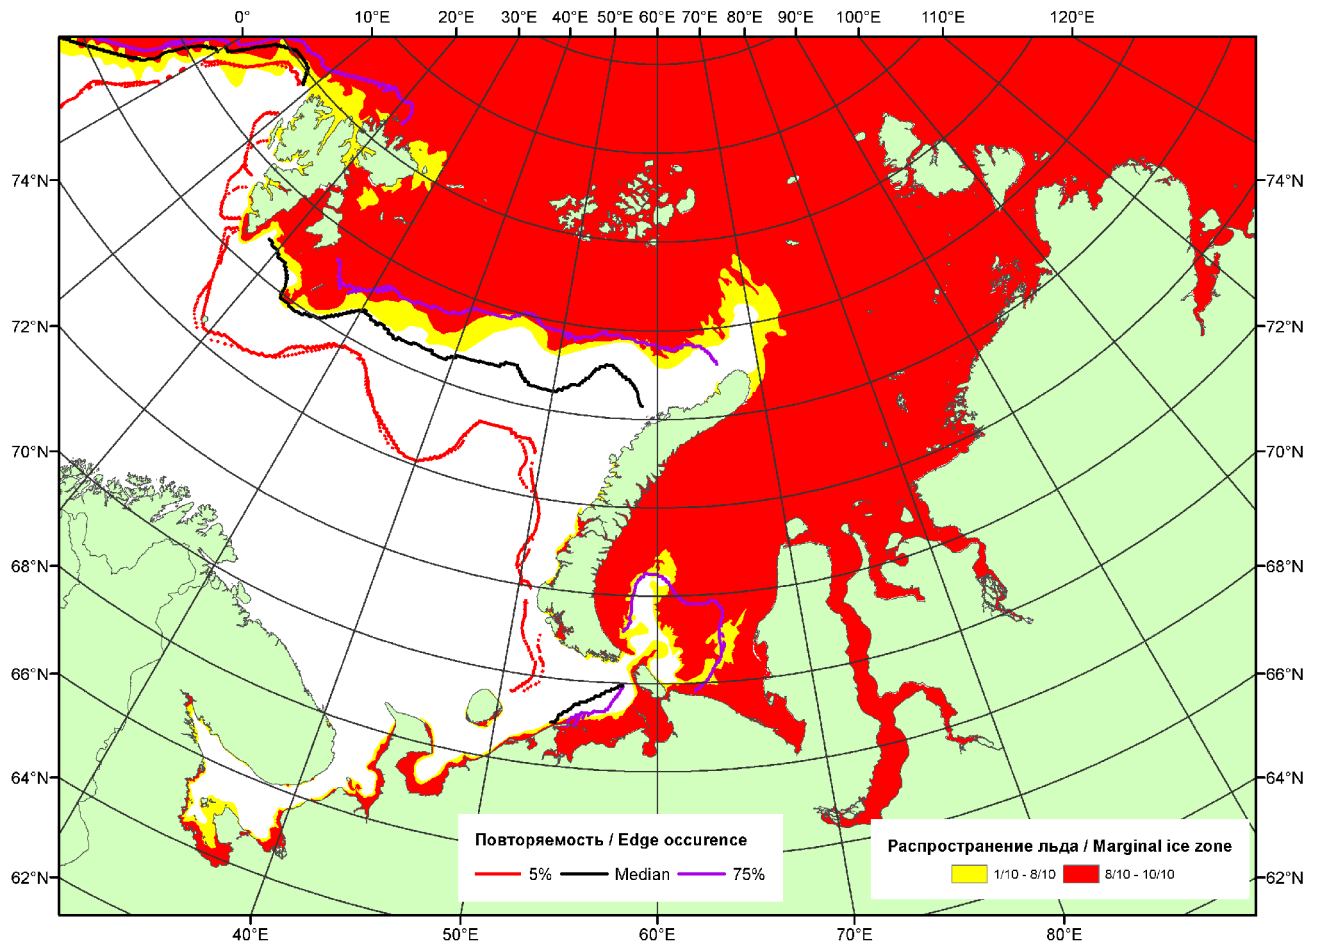 0° 10°E 20°E 30°E 40°E 50°E 60°E 70°E 80°E 90°E 100°E 110°E 120°E
74°N 74°N
72°N 72°N
70°N 70°N
68°N 68°N
66°N 66°N
64°N 64°N
62°N 62°N
Повторяемость / Edge occurence
5% Median 75%
Распространение льда / Marginal ice zone
1/10 - 8/10 8/10 - 10/10
40°E 50°E 60°E 70°E 80°E